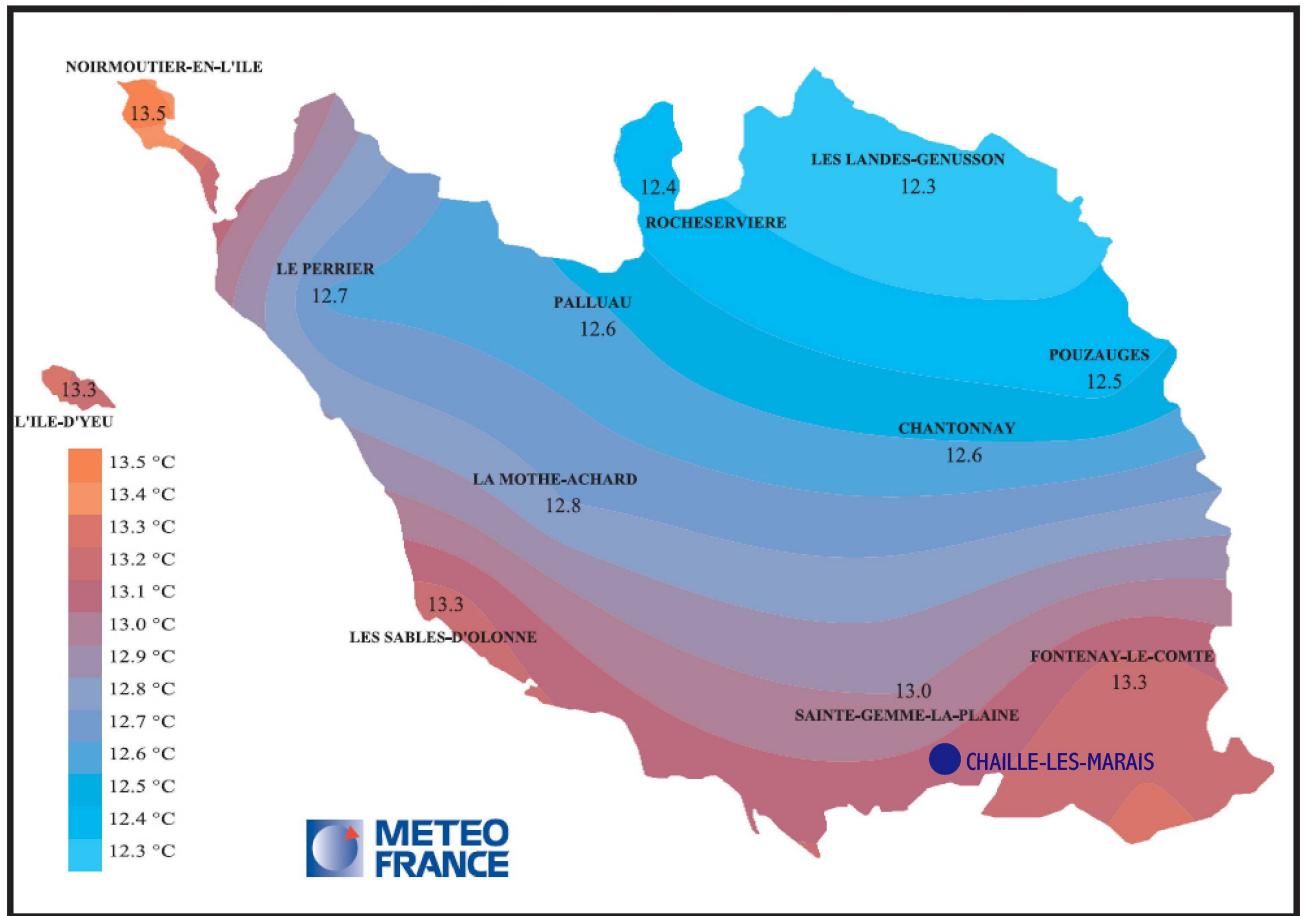 NOIRMOUTIER-EN-L'ILE
13.5
LES LANDES-GENUSSON
12.3
12.4
ROCHESERVIERE
LE PERRIER
12.7
PALLUAU
12.6
POUZAUGES
12.5
13.3
L'ILE-D'YEU
CHANTONNAY
12.6
LA MOTHE-ACHARD
12.8
13.3
LES SABLES-D'OLONNE
FONTENAY-LE-COMTE
13.3
13.0
SAINTE-GEMME-LA-PLAINE
CHAILLE-LES-MARAIS
13.5 °C
13.4 °C
13.3 °C
13.2 °C
13.1 °C
13.0 °C
12.9 °C
12.8 °C
12.7 °C
12.6 °C
12.5 °C
12.4 °C
12.3 °C
METEO
FRANCE